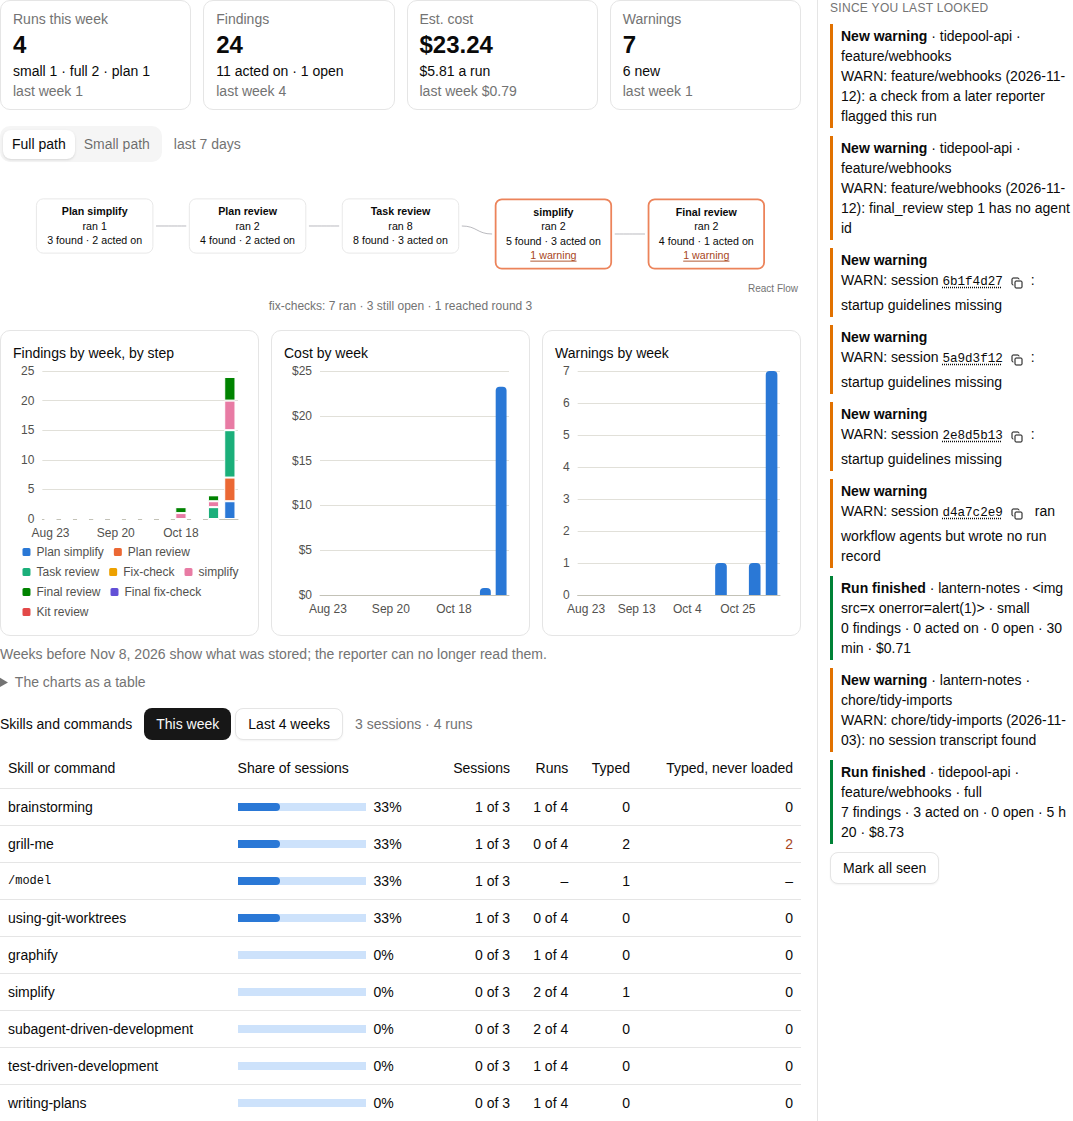 Runs this week
4
small 1 · full 2 · plan 1
last week 1
Findings
24
11 acted on · 1 open
last week 4
Est. cost
$23.24
$5.81 a run
last week $0.79
Warnings
7
6 new
last week 1
Full path
Small path
last 7 days
Plan simplify
ran 1
3 found · 2 acted on
Plan review
ran 2
4 found · 2 acted on
Task review
ran 8
8 found · 3 acted on
simplify
ran 2
5 found · 3 acted on
1 warning
Final review
ran 2
4 found · 1 acted on
1 warning
React Flow
fix-checks: 7 ran · 3 still open · 1 reached round 3
Findings by week, by step
25
20
15
10
5
0
Aug 23
Sep 20
Oct 18
Plan simplify
Plan review
Task review
Fix-check
simplify
Final review
Final fix-check
Kit review
Cost by week
$25
$20
$15
$10
$5
$0
Aug 23
Sep 20
Oct 18
Warnings by week
7
6
5
4
3
2
1
0
Aug 23
Sep 13
Oct 4
Oct 25
Weeks before Nov 8, 2026 show what was stored; the reporter can no longer read them.
The charts as a table
Skills and commands
This week
Last 4 weeks
3 sessions · 4 runs
Skill or command Share of sessions Sessions Runs Typed Typed, never loaded
brainstorming 33% 1 of 3 1 of 4 0 0
grill-me 33% 1 of 3 0 of 4 2 2
/model 33% 1 of 3 – 1 –
using-git-worktrees 33% 1 of 3 0 of 4 0 0
graphify 0% 0 of 3 1 of 4 0 0
simplify 0% 0 of 3 2 of 4 1 0
subagent-driven-development 0% 0 of 3 2 of 4 0 0
test-driven-development 0% 0 of 3 1 of 4 0 0
writing-plans 0% 0 of 3 1 of 4 0 0
SINCE YOU LAST LOOKED
New warning · tidepool-api ·
feature/webhooks
WARN: feature/webhooks (2026-11-
12): a check from a later reporter
flagged this run
New warning · tidepool-api ·
feature/webhooks
WARN: feature/webhooks (2026-11-
12): final_review step 1 has no agent
id
New warning
WARN: session 6b1f4d27 :
startup guidelines missing
New warning
WARN: session 5a9d3f12 :
startup guidelines missing
New warning
WARN: session 2e8d5b13 :
startup guidelines missing
New warning
WARN: session d4a7c2e9 ran
workflow agents but wrote no run
record
Run finished · lantern-notes · <img
src=x onerror=alert(1)> · small
0 findings · 0 acted on · 0 open · 30
min · $0.71
New warning · lantern-notes ·
chore/tidy-imports
WARN: chore/tidy-imports (2026-11-
03): no session transcript found
Run finished · tidepool-api ·
feature/webhooks · full
7 findings · 3 acted on · 0 open · 5 h
20 · $8.73
Mark all seen